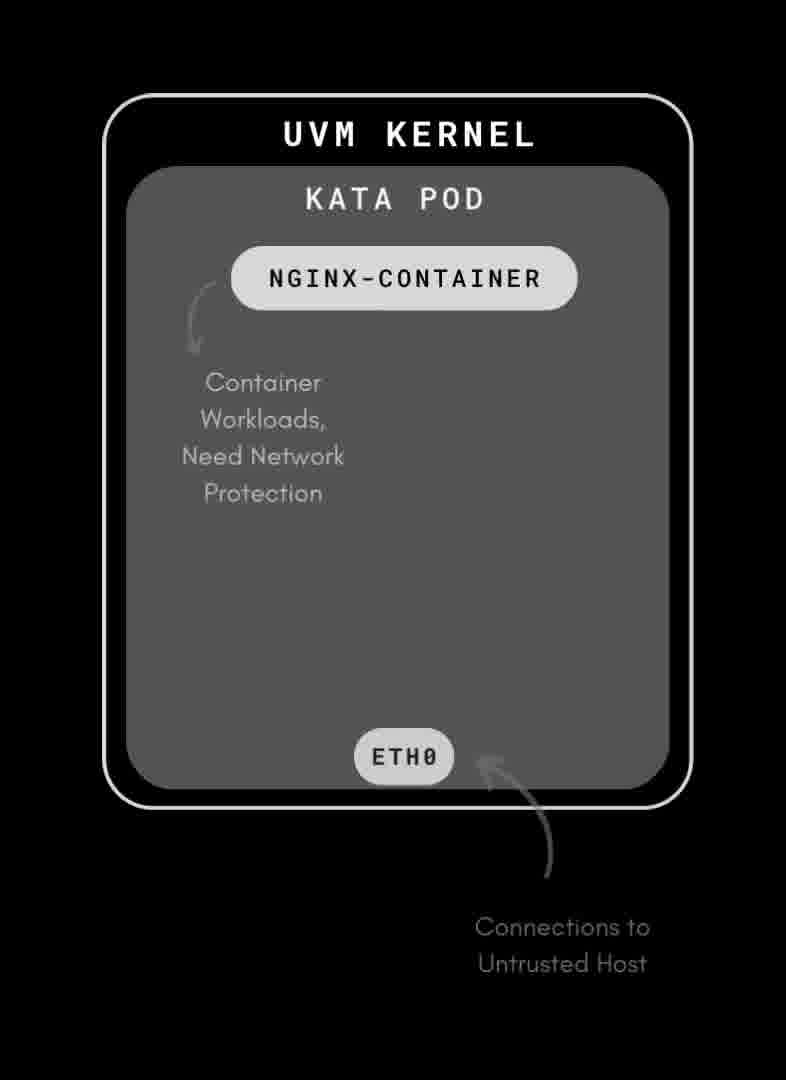 UVM KERNEL
KATA POD
NGINX-CONTAINER
Container
Workloads,
Need Network
Protection
ETH0
Connections to
Untrusted Host